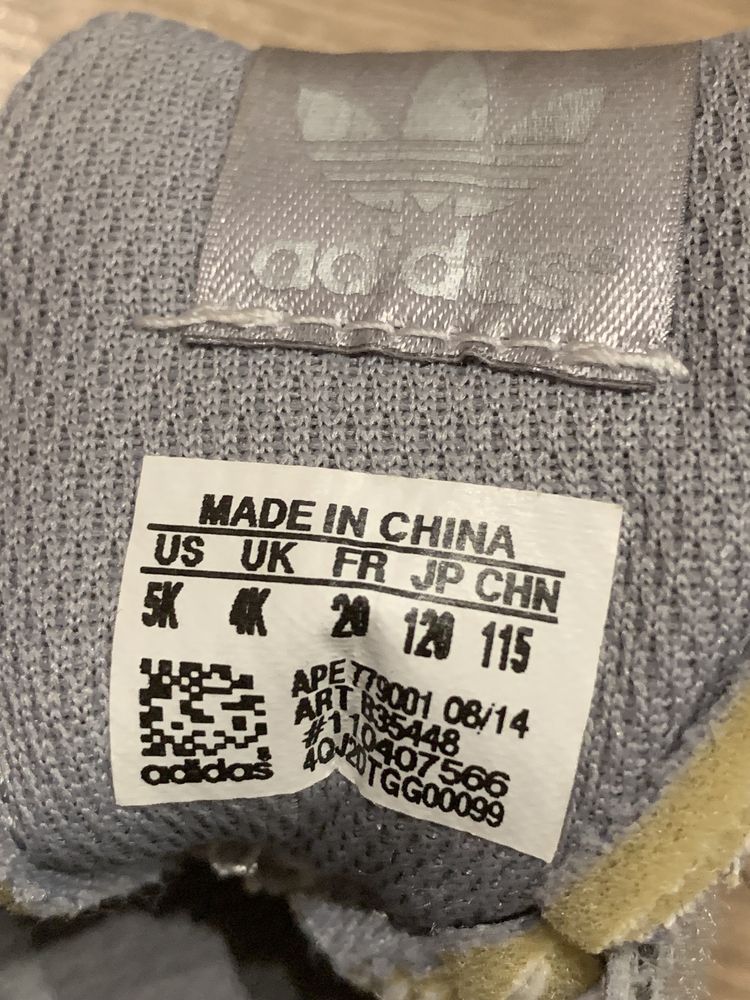 adidas
MADE IN CHINA
US UK FR JP CHN
5K 4K 20 120 115
APE 779001 08/14
ART B35448
#110407566
4QJ2DTGG00099
adidas